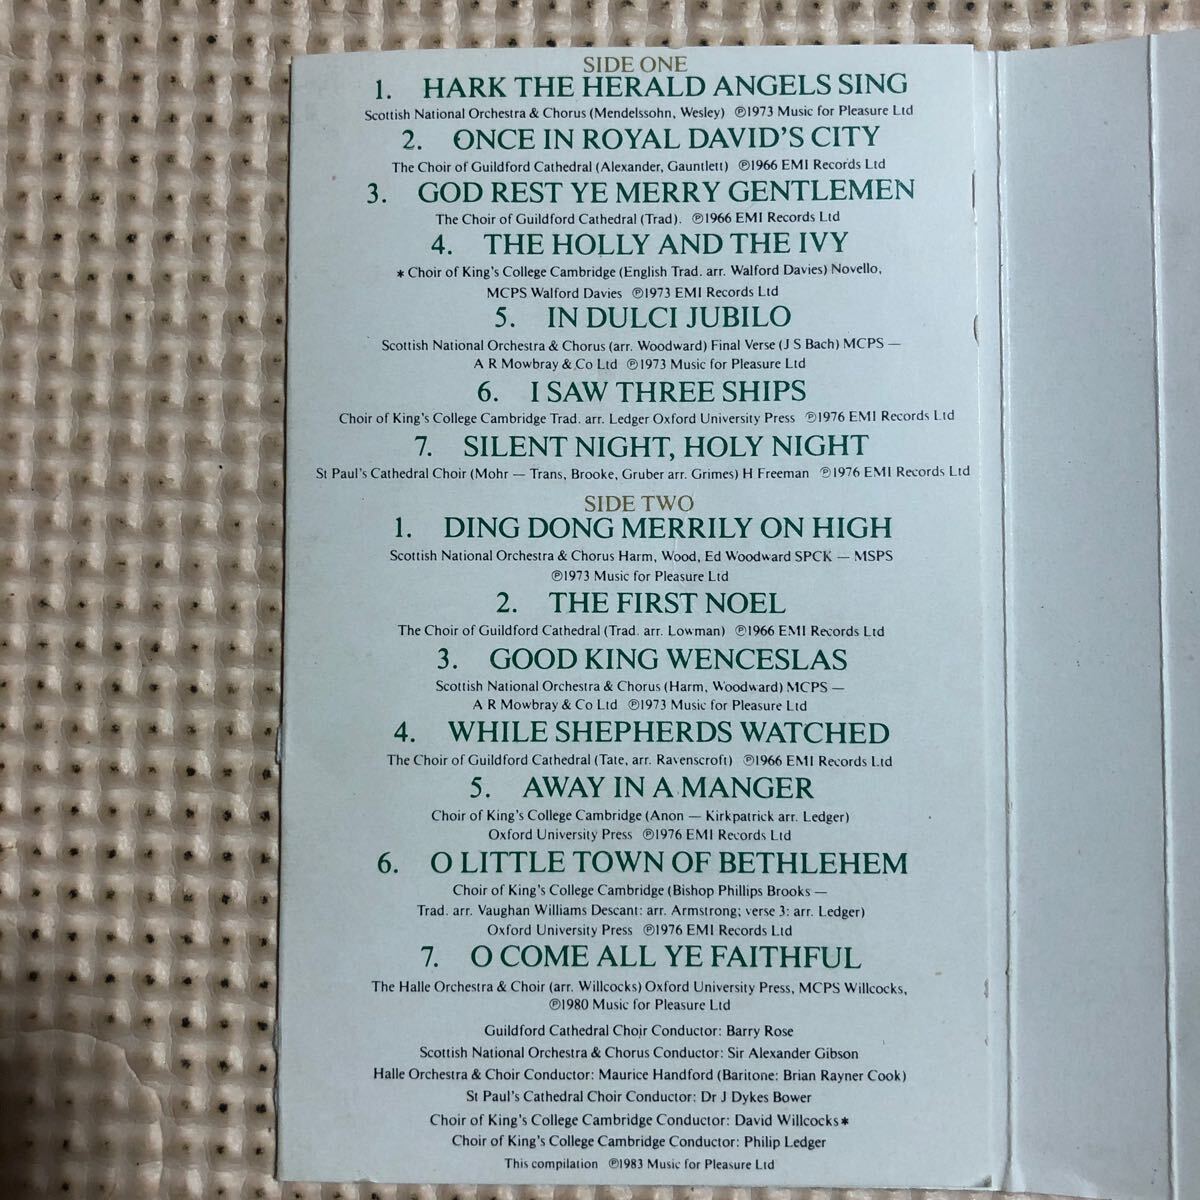 SIDE ONE
1. HARK THE HERALD ANGELS SING
Scottish National Orchestra & Chorus (Mendelssohn, Wesley) ℗1973 Music for Pleasure Ltd
2. ONCE IN ROYAL DAVID'S CITY
The Choir of Guildford Cathedral (Alexander, Gauntlett) ℗1966 EMI Records Ltd
3. GOD REST YE MERRY GENTLEMEN
The Choir of Guildford Cathedral (Trad). ℗1966 EMI Records Ltd
4. THE HOLLY AND THE IVY
* Choir of King's College Cambridge (English Trad. arr. Walford Davies) Novello,
MCPS Walford Davies ℗1973 EMI Records Ltd
5. IN DULCI JUBILO
Scottish National Orchestra & Chorus (arr. Woodward) Final Verse (J S Bach) MCPS —
A R Mowbray & Co Ltd ℗1973 Music for Pleasure Ltd
6. I SAW THREE SHIPS
Choir of King's College Cambridge Trad. arr. Ledger Oxford University Press ℗1976 EMI Records Ltd
7. SILENT NIGHT, HOLY NIGHT
St Paul's Cathedral Choir (Mohr — Trans, Brooke, Gruber arr. Grimes) H Freeman ℗1976 EMI Records Ltd
SIDE TWO
1. DING DONG MERRILY ON HIGH
Scottish National Orchestra & Chorus Harm, Wood, Ed Woodward SPCK — MSPS
℗1973 Music for Pleasure Ltd
2. THE FIRST NOEL
The Choir of Guildford Cathedral (Trad. arr. Lowman) ℗1966 EMI Records Ltd
3. GOOD KING WENCESLAS
Scottish National Orchestra & Chorus (Harm, Woodward) MCPS —
A R Mowbray & Co Ltd ℗1973 Music for Pleasure Ltd
4. WHILE SHEPHERDS WATCHED
The Choir of Guildford Cathedral (Tate, arr. Ravenscroft) ℗1966 EMI Records Ltd
5. AWAY IN A MANGER
Choir of King's College Cambridge (Anon — Kirkpatrick arr. Ledger)
Oxford University Press ℗1976 EMI Records Ltd
6. O LITTLE TOWN OF BETHLEHEM
Choir of King's College Cambridge (Bishop Phillips Brooks —
Trad. arr. Vaughan Williams Descant: arr. Armstrong; verse 3: arr. Ledger)
Oxford University Press ℗1976 EMI Records Ltd
7. O COME ALL YE FAITHFUL
The Halle Orchestra & Choir (arr. Willcocks) Oxford University Press, MCPS Willcocks,
℗1980 Music for Pleasure Ltd
Guildford Cathedral Choir Conductor: Barry Rose
Scottish National Orchestra & Chorus Conductor: Sir Alexander Gibson
Halle Orchestra & Choir Conductor: Maurice Handford (Baritone: Brian Rayner Cook)
St Paul's Cathedral Choir Conductor: Dr J Dykes Bower
Choir of King's College Cambridge Conductor: David Willcocks*
Choir of King's College Cambridge Conductor: Philip Ledger
This compilation ℗1983 Music for Pleasure Ltd